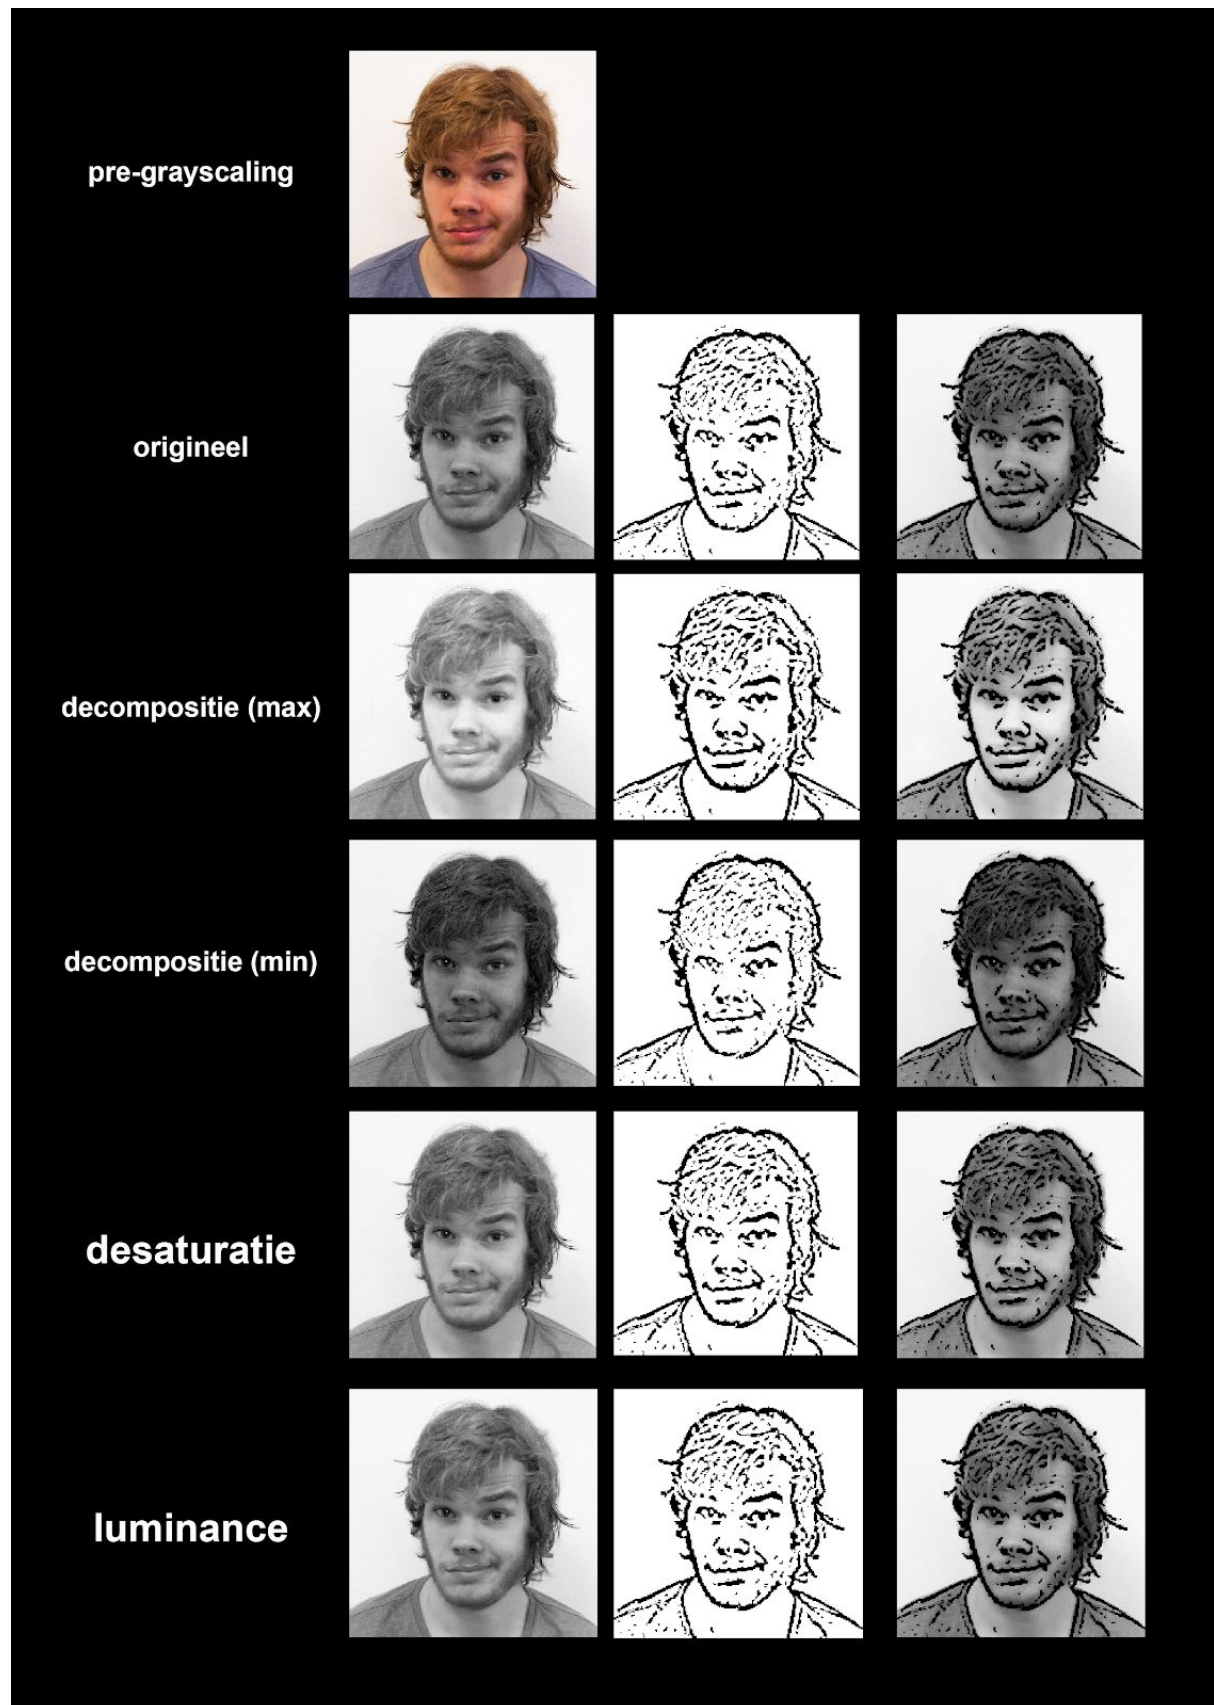 pre-grayscaling
origineel
decompositie (max)
decompositie (min)
desaturatie
luminance